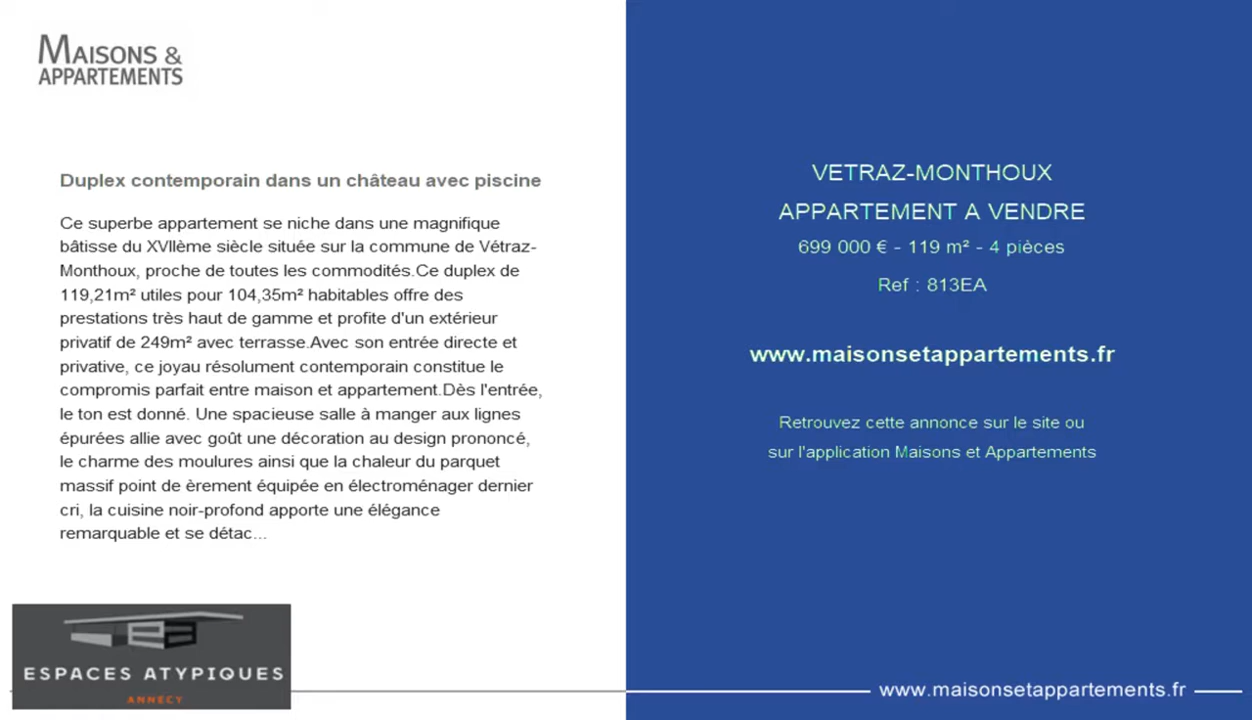 MAISONS &
APPARTEMENTS
Duplex contemporain dans un château avec piscine
Ce superbe appartement se niche dans une magnifique
bâtisse du XVIIème siècle située sur la commune de Vétraz-
Monthoux, proche de toutes les commodités.Ce duplex de
119,21m² utiles pour 104,35m² habitables offre des
prestations très haut de gamme et profite d'un extérieur
privatif de 249m² avec terrasse.Avec son entrée directe et
privative, ce joyau résolument contemporain constitue le
compromis parfait entre maison et appartement.Dès l'entrée,
le ton est donné. Une spacieuse salle à manger aux lignes
épurées allie avec goût une décoration au design prononcé,
le charme des moulures ainsi que la chaleur du parquet
massif point de èrement équipée en électroménager dernier
cri, la cuisine noir-profond apporte une élégance
remarquable et se détac...
ea
ESPACES ATYPIQUES
ANNECY
VETRAZ-MONTHOUX
APPARTEMENT A VENDRE
699 000 € - 119 m² - 4 pièces
Ref : 813EA
www.maisonsetappartements.fr
Retrouvez cette annonce sur le site ou
sur l'application Maisons et Appartements
www.maisonsetappartements.fr